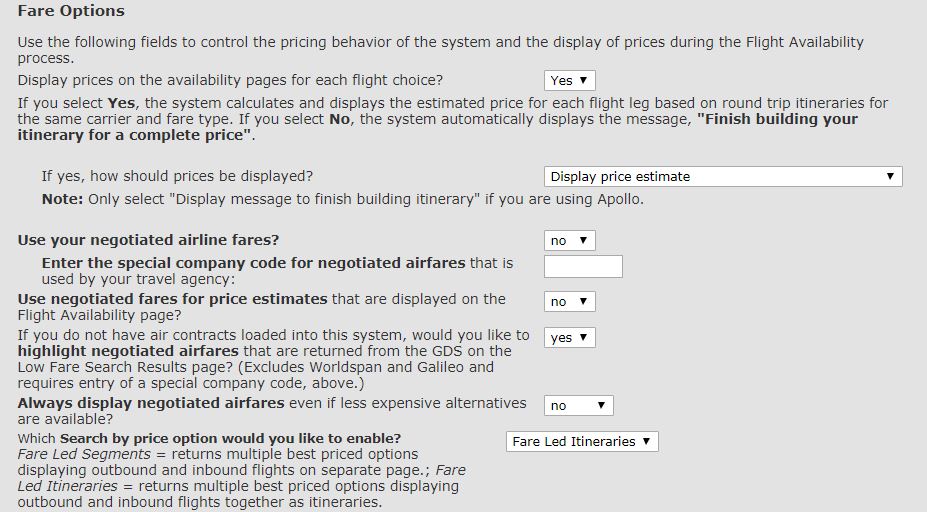 Fare Options
Use the following fields to control the pricing behavior of the system and the display of prices during the Flight Availability
process.
Display prices on the availability pages for each flight choice? Yes
If you select Yes, the system calculates and displays the estimated price for each flight leg based on round trip itineraries for
the same carrier and fare type. If you select No, the system automatically displays the message, "Finish building your
itinerary for a complete price".
If yes, how should prices be displayed? Display price estimate
Note: Only select "Display message to finish building itinerary" if you are using Apollo.
Use your negotiated airline fares? no
Enter the special company code for negotiated airfares that is
used by your travel agency:
Use negotiated fares for price estimates that are displayed on the no
Flight Availability page?
If you do not have air contracts loaded into this system, would you like to yes
highlight negotiated airfares that are returned from the GDS on the
Low Fare Search Results page? (Excludes Worldspan and Galileo and
requires entry of a special company code, above.)
Always display negotiated airfares even if less expensive alternatives no
are available?
Which Search by price option would you like to enable? Fare Led Itineraries
Fare Led Segments = returns multiple best priced options
displaying outbound and inbound flights on separate page.; Fare
Led Itineraries = returns multiple best priced options displaying
outbound and inbound flights together as itineraries.